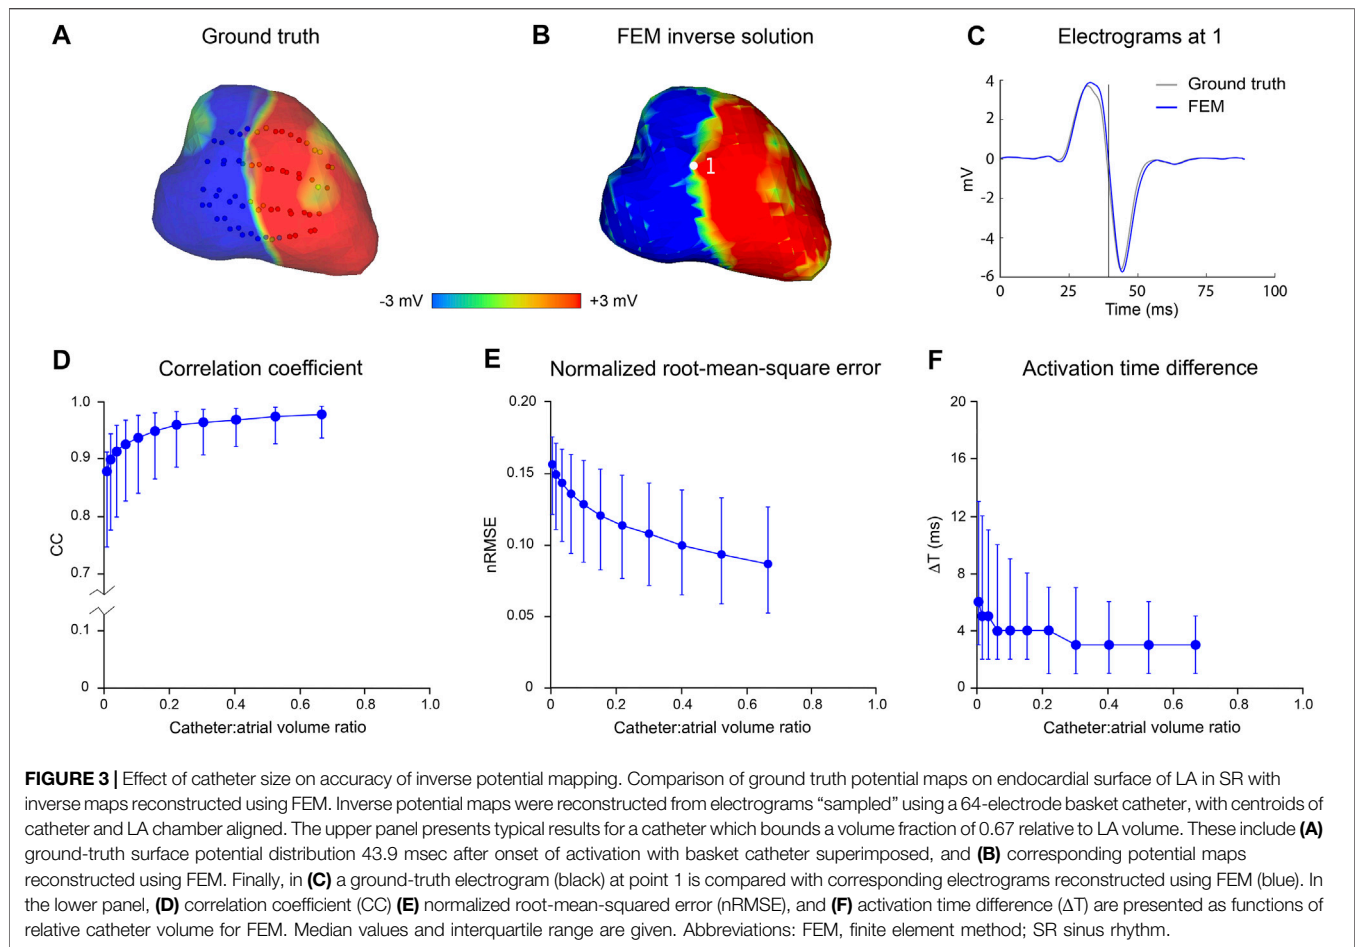 A Ground truth
B FEM inverse solution
C Electrograms at 1
1
-3 mV +3 mV
4
2
0
-2
-4
-6
mV
0 25 50 75 100
Time (ms)
Ground truth
FEM
D Correlation coefficient
1.0
0.9
0.8
0.7
0.1
0
CC
0 0.2 0.4 0.6 0.8 1.0
Catheter:atrial volume ratio
E Normalized root-mean-square error
0.20
0.15
0.10
0.05
0
nRMSE
0 0.2 0.4 0.6 0.8 1.0
Catheter:atrial volume ratio
F Activation time difference
20
16
12
8
4
0
ΔT (ms)
0 0.2 0.4 0.6 0.8 1.0
Catheter:atrial volume ratio
FIGURE 3 | Effect of catheter size on accuracy of inverse potential mapping. Comparison of ground truth potential maps on endocardial surface of LA in SR with
inverse maps reconstructed using FEM. Inverse potential maps were reconstructed from electrograms “sampled” using a 64-electrode basket catheter, with centroids of
catheter and LA chamber aligned. The upper panel presents typical results for a catheter which bounds a volume fraction of 0.67 relative to LA volume. These include (A)
ground-truth surface potential distribution 43.9 msec after onset of activation with basket catheter superimposed, and (B) corresponding potential maps
reconstructed using FEM. Finally, in (C) a ground-truth electrogram (black) at point 1 is compared with corresponding electrograms reconstructed using FEM (blue). In
the lower panel, (D) correlation coefficient (CC) (E) normalized root-mean-squared error (nRMSE), and (F) activation time difference (ΔT) are presented as functions of
relative catheter volume for FEM. Median values and interquartile range are given. Abbreviations: FEM, finite element method; SR sinus rhythm.